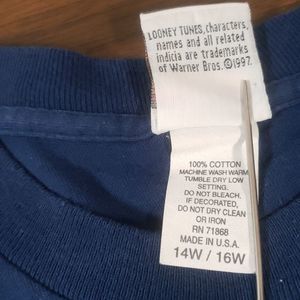 LOONEY TUNES, characters,
names and all related
indicia are trademarks
of Warner Bros. ©1997.
100% COTTON
MACHINE WASH WARM
TUMBLE DRY LOW
SETTING.
DO NOT BLEACH.
IF DECORATED,
DO NOT DRY CLEAN
OR IRON
RN 71868
MADE IN U.S.A.
14W / 16W